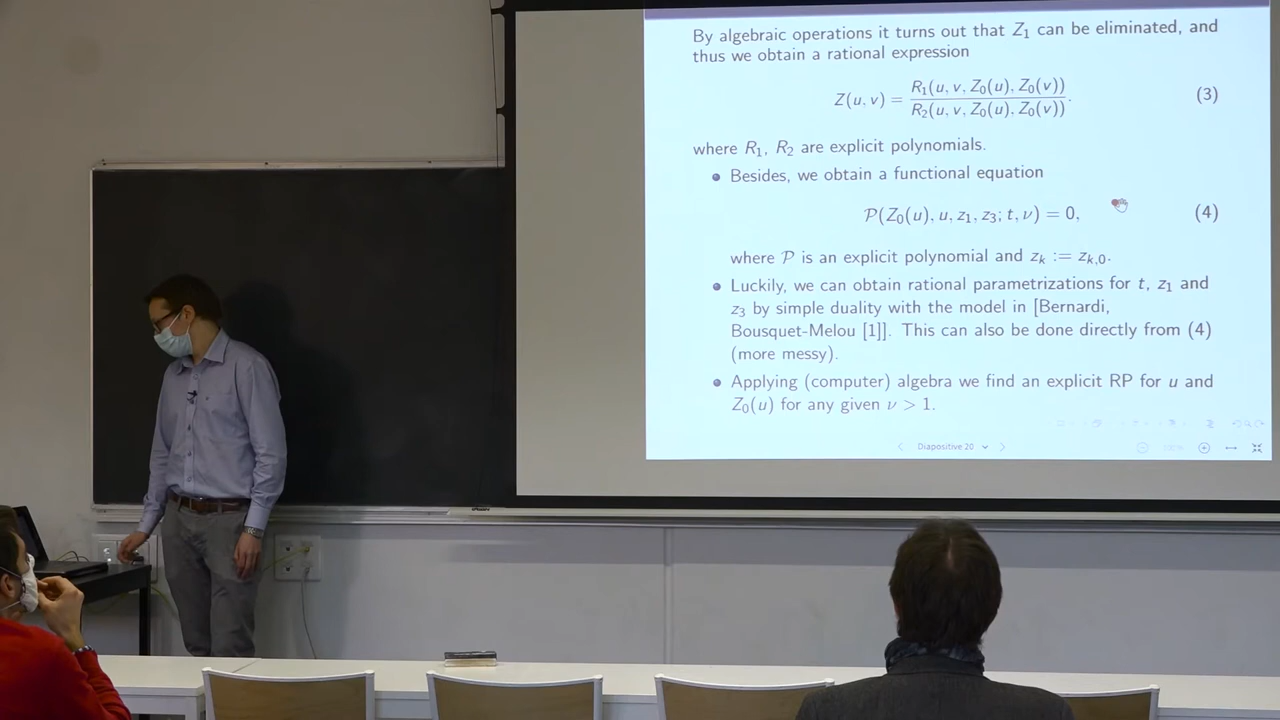 By algebraic operations it turns out that Z₁ can be eliminated, and
thus we obtain a rational expression
Z(u, v) = R₁(u, v, Z₀(u), Z₀(v)) / R₂(u, v, Z₀(u), Z₀(v)). (3)
where R₁, R₂ are explicit polynomials.
• Besides, we obtain a functional equation
𝒫(Z₀(u), u, z₁, z₃; t, ν) = 0, (4)
where 𝒫 is an explicit polynomial and zₖ := zₖ,₀.
• Luckily, we can obtain rational parametrizations for t, z₁ and
z₃ by simple duality with the model in [Bernardi,
Bousquet-Melou [1]]. This can also be done directly from (4)
(more messy).
• Applying (computer) algebra we find an explicit RP for u and
Z₀(u) for any given ν > 1.
Diapositive 20